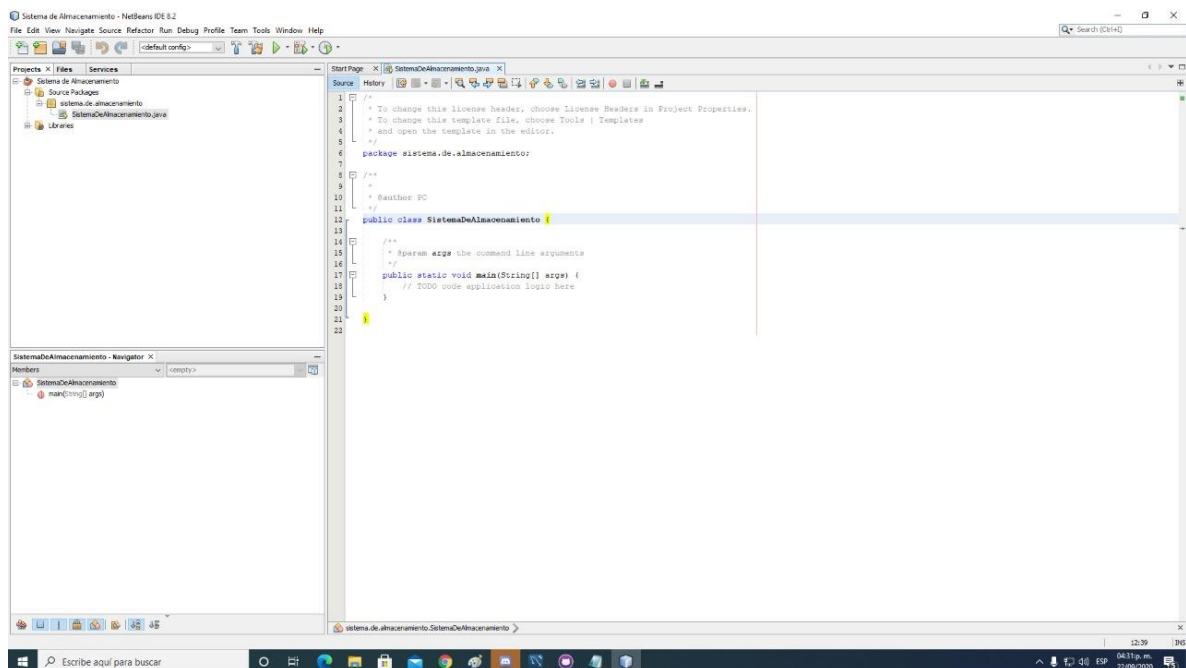 Sistema de Almacenamiento - NetBeans IDE 8.2
File Edit View Navigate Source Refactor Run Debug Profile Team Tools Window Help
Search (Ctrl+I)
<default config>
Projects Files Services
Sistema de Almacenamiento
Source Packages
sistema.de.almacenamiento
SistemaDeAlmacenamiento.java
Libraries
Start Page SistemaDeAlmacenamiento.java
Source History
1 /*
2 * To change this license header, choose License Headers in Project Properties.
3 * To change this template file, choose Tools | Templates
4 * and open the template in the editor.
5 */
6 package sistema.de.almacenamiento;
7
8 /**
9 *
10 * @author PC
11 */
12 public class SistemaDeAlmacenamiento {
13
14 /**
15 * @param args the command line arguments
16 */
17 public static void main(String[] args) {
18 // TODO code application logic here
19 }
20
21 }
22
SistemaDeAlmacenamiento - Navigator
Members <empty>
SistemaDeAlmacenamiento
main(String[] args)
sistema.de.almacenamiento.SistemaDeAlmacenamiento
12:39 INS
Escribe aquí para buscar
ESP
04:31 p. m.
22/09/2020